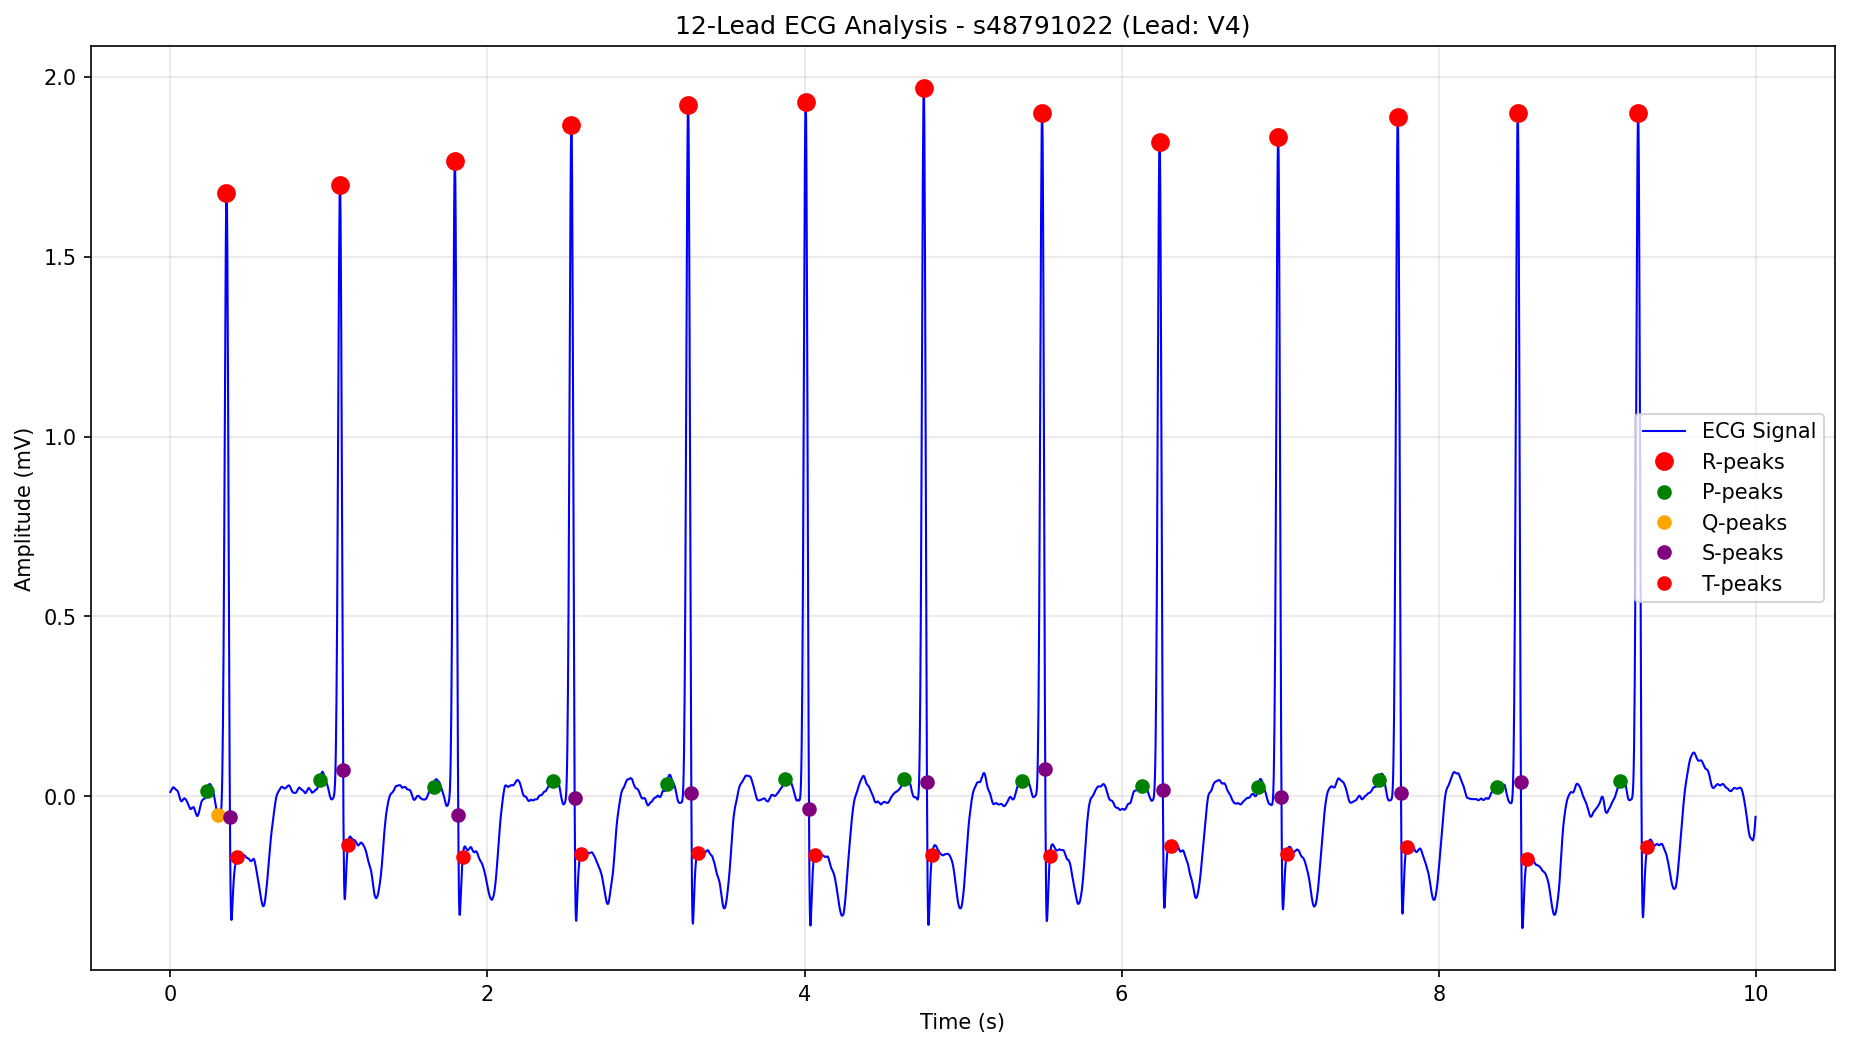 12-Lead ECG Analysis - s48791022 (Lead: V4)
2.0
1.5
1.0
0.5
0.0
Amplitude (mV)
ECG Signal
R-peaks
P-peaks
Q-peaks
S-peaks
T-peaks
0 2 4 6 8 10
Time (s)